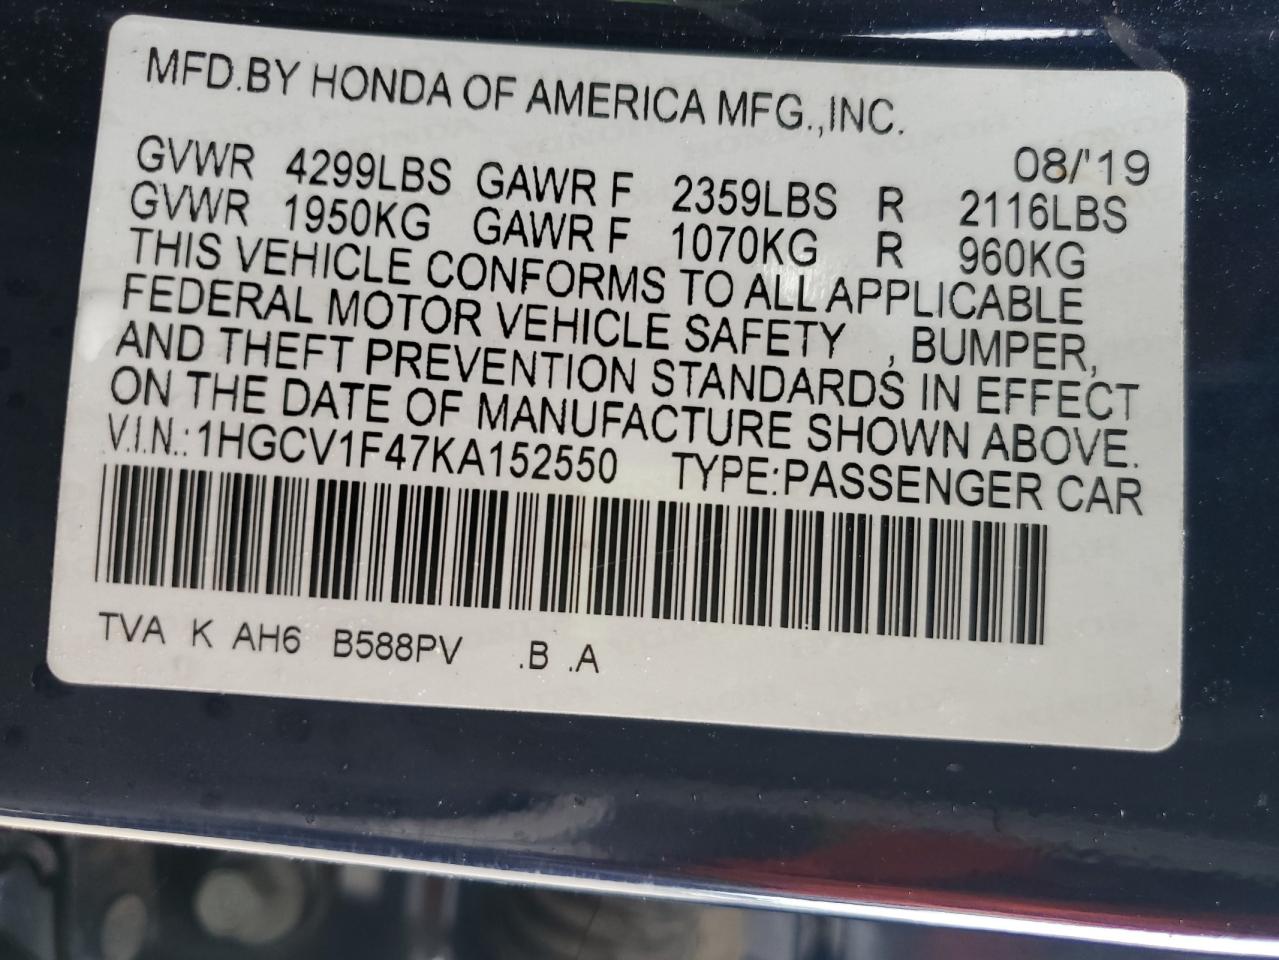 MFD.BY HONDA OF AMERICA MFG.,INC.
08/'19
GVWR 4299LBS GAWR F 2359LBS R 2116LBS
GVWR 1950KG GAWR F 1070KG R 960KG
THIS VEHICLE CONFORMS TO ALL APPLICABLE
FEDERAL MOTOR VEHICLE SAFETY , BUMPER,
AND THEFT PREVENTION STANDARDS IN EFFECT
ON THE DATE OF MANUFACTURE SHOWN ABOVE.
V.I.N.: 1HGCV1F47KA152550 TYPE:PASSENGER CAR
TVA K AH6 B588PV .B .A